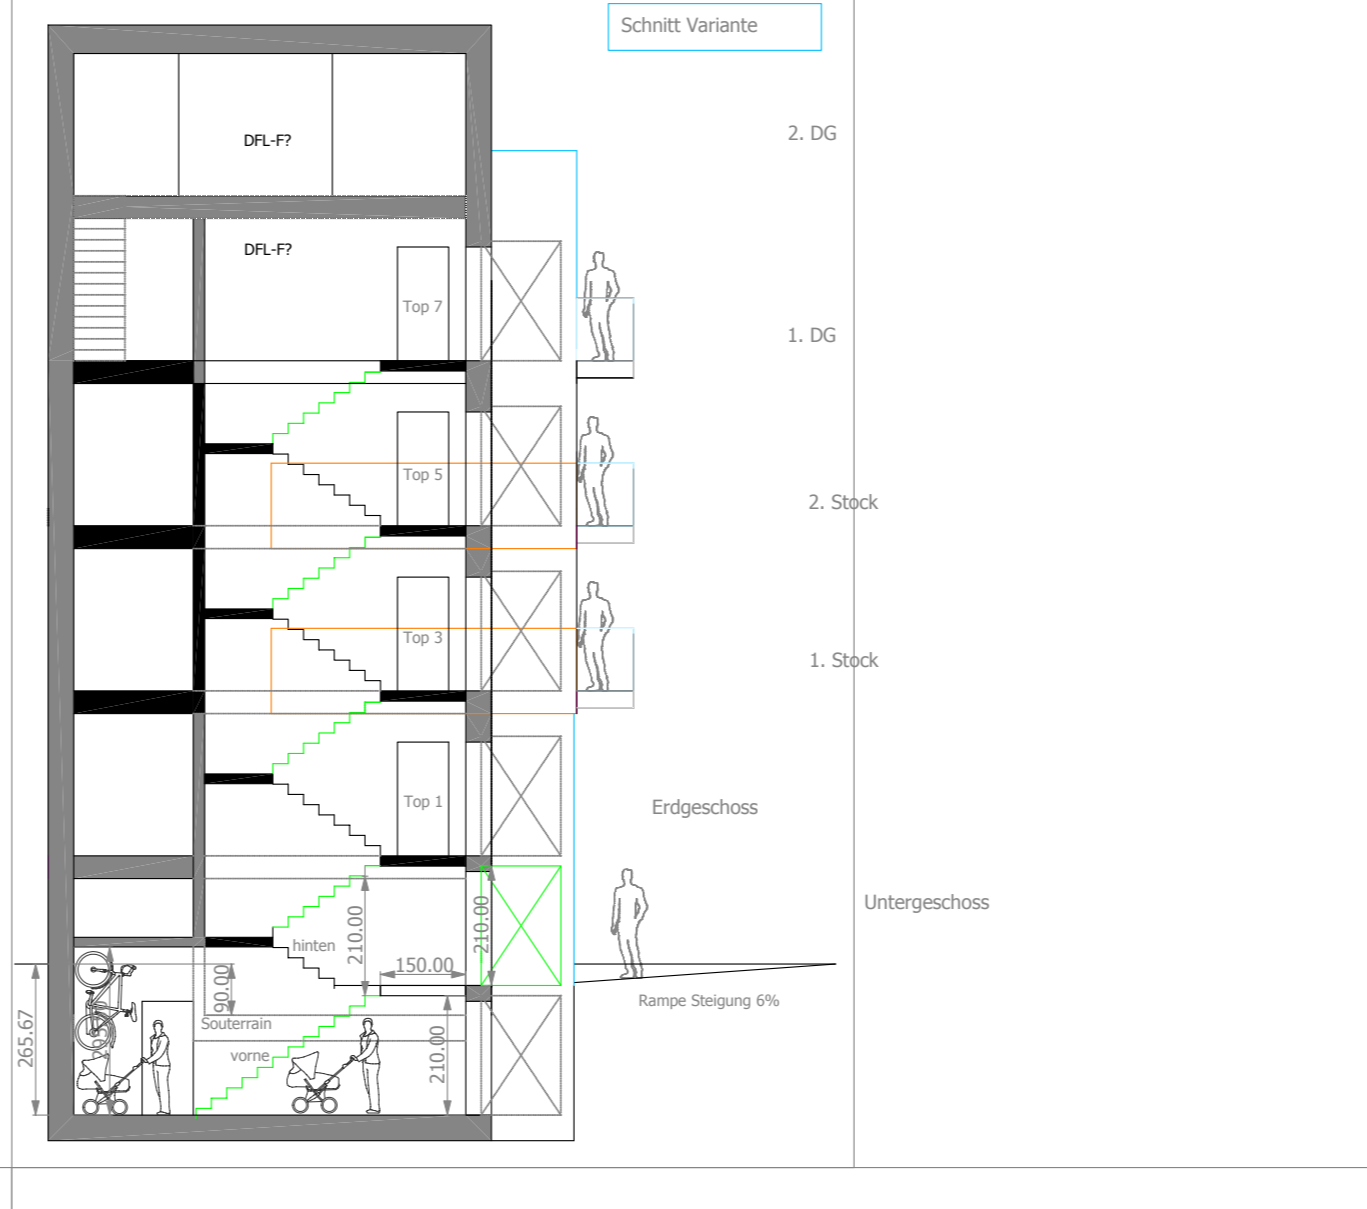 Schnitt Variante
2. DG
DFL-F?
DFL-F?
Top 7
1. DG
Top 5
2. Stock
Top 3
1. Stock
Top 1
Erdgeschoss
Untergeschoss
hinten
210.00
210.00
150.00
90.00
Rampe Steigung 6%
Souterrain
265.67
vorne
210.00